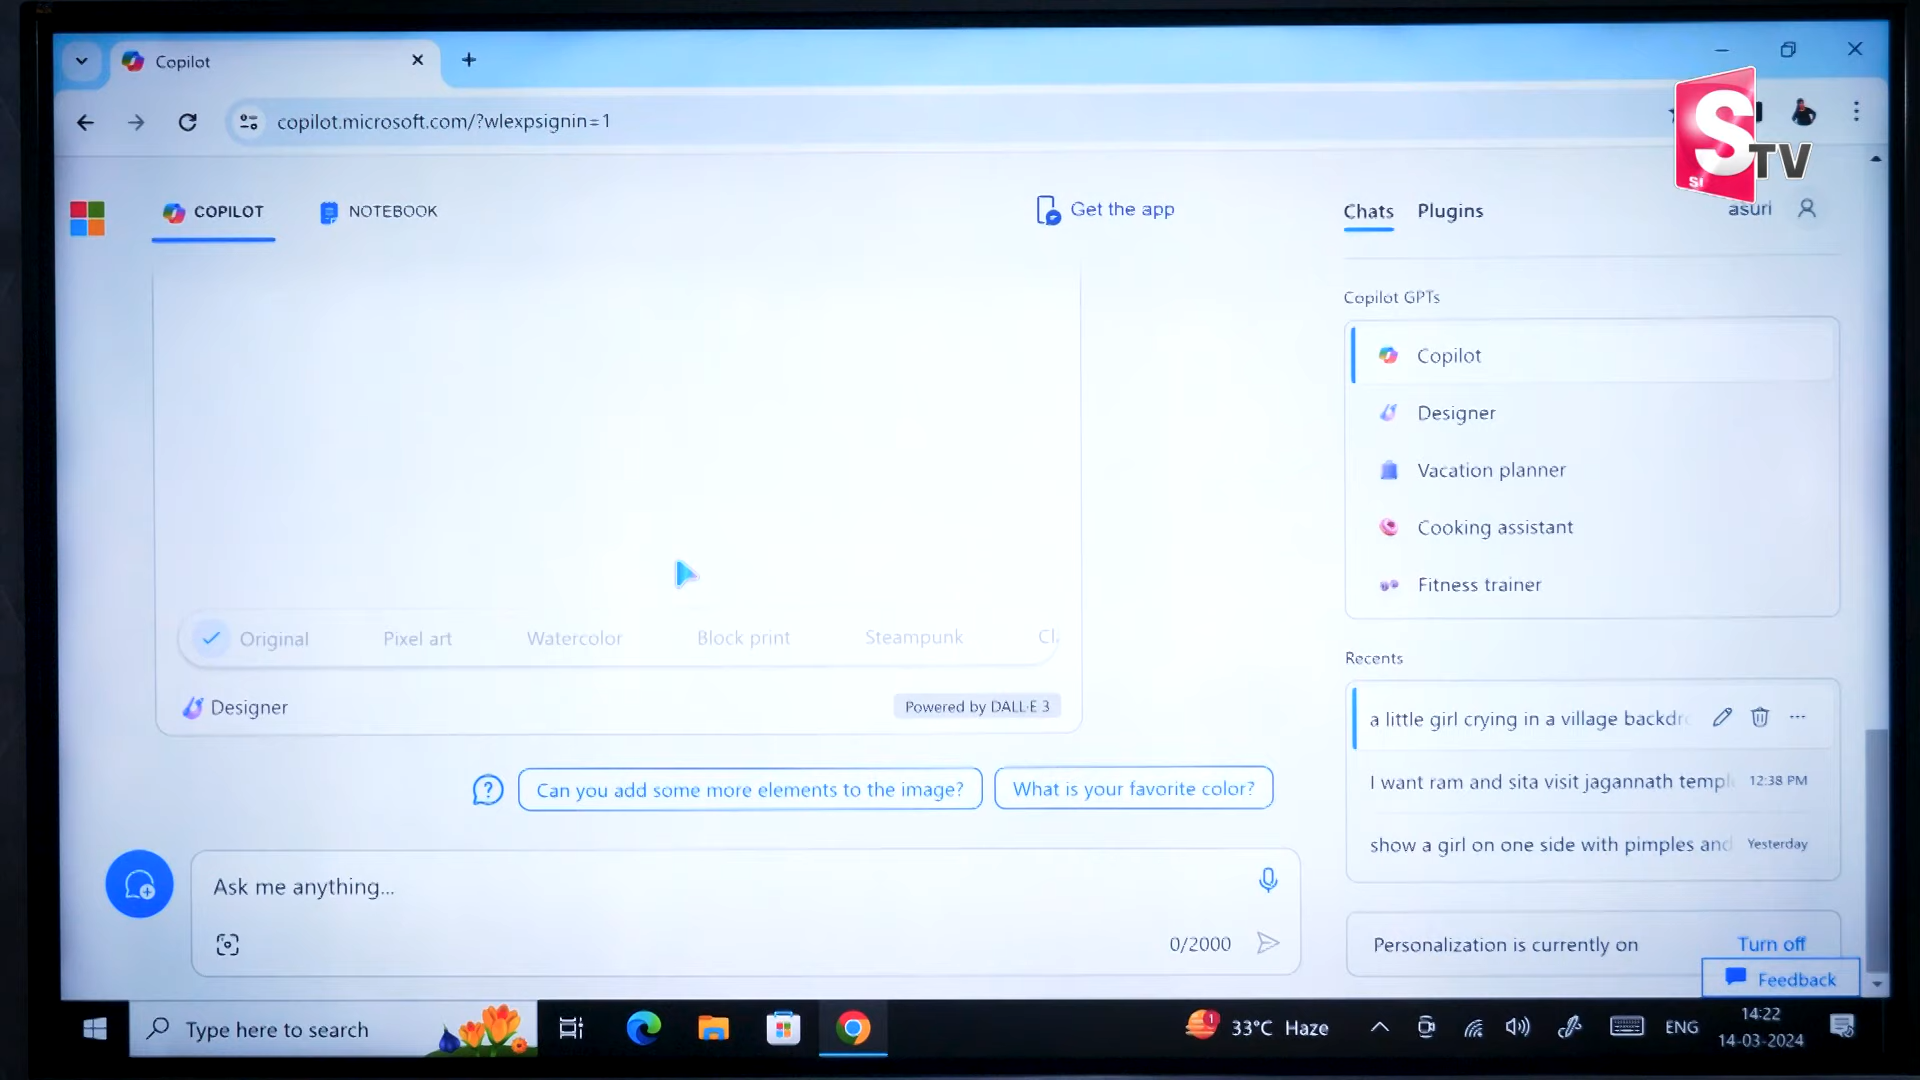 Copilot
copilot.microsoft.com/?wlexpsignin=1
S TV
SI
COPILOT
NOTEBOOK
Get the app
Chats
Plugins
asuri
Copilot GPTs
Copilot
Designer
Vacation planner
Cooking assistant
Fitness trainer
Original
Pixel art
Watercolor
Block print
Steampunk
Designer
Powered by DALL·E 3
Recents
a little girl crying in a village backdr
I want ram and sita visit jagannath templ
12:38 PM
show a girl on one side with pimples and
Yesterday
Can you add some more elements to the image?
What is your favorite color?
Ask me anything...
0/2000
Personalization is currently on
Turn off
Feedback
Type here to search
1
33°C Haze
ENG
14:22
14-03-2024